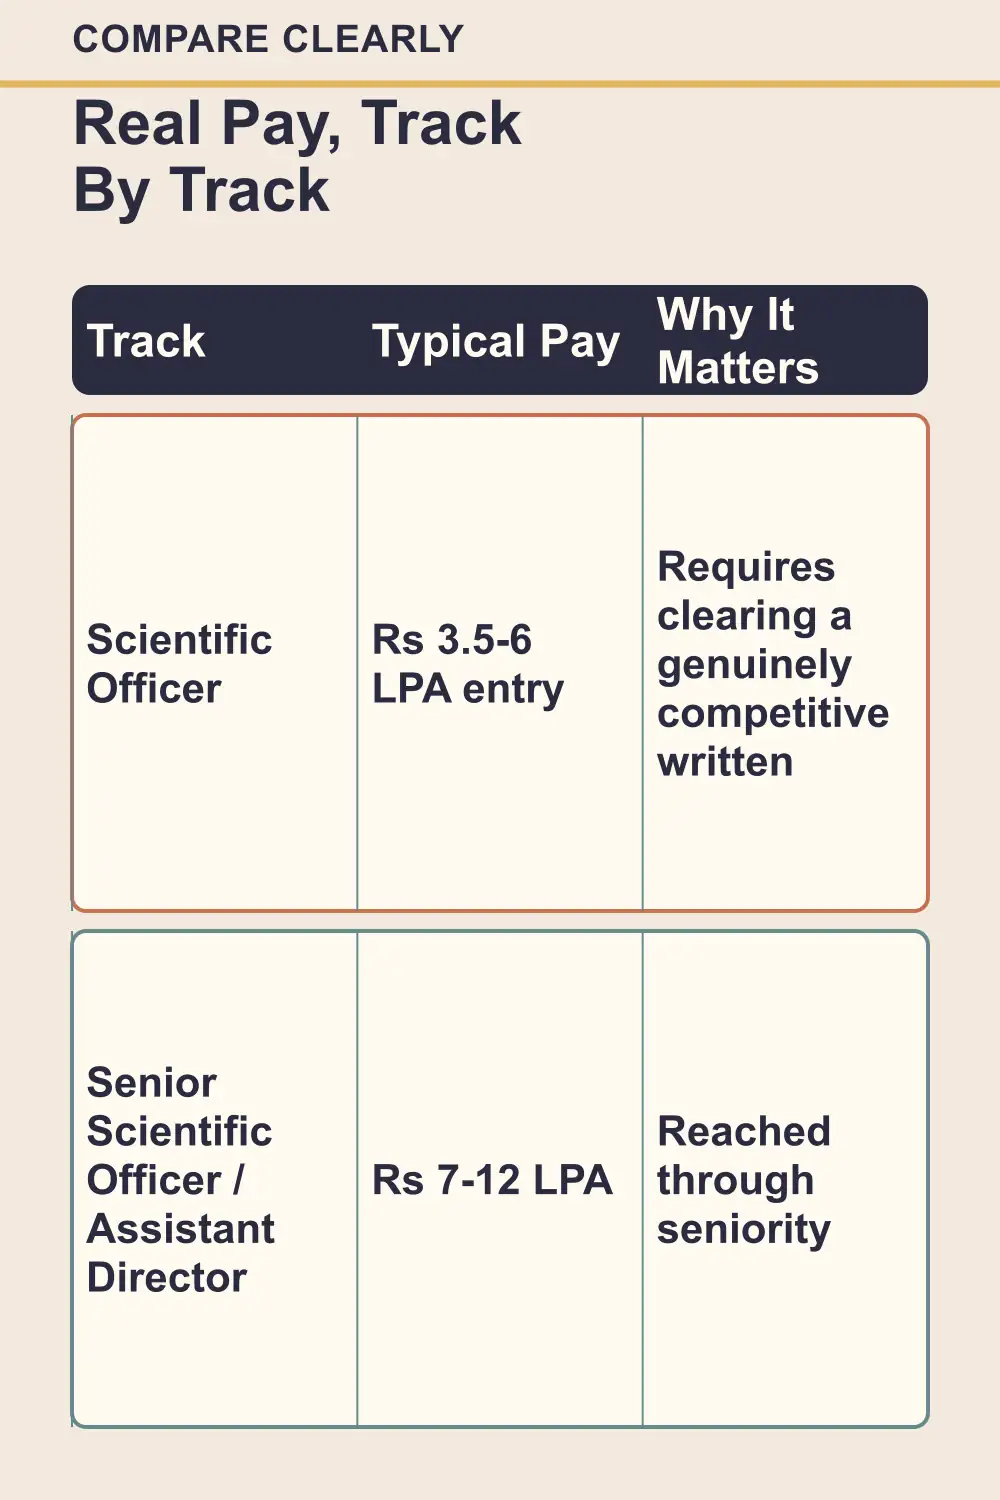 COMPARE CLEARLY
Real Pay, Track
By Track
Track
Typical Pay
Why It
Matters
Scientific
Officer
Rs 3.5-6
LPA entry
Requires
clearing a
genuinely
competitive
written
Senior
Scientific
Officer /
Assistant
Director
Rs 7-12 LPA
Reached
through
seniority